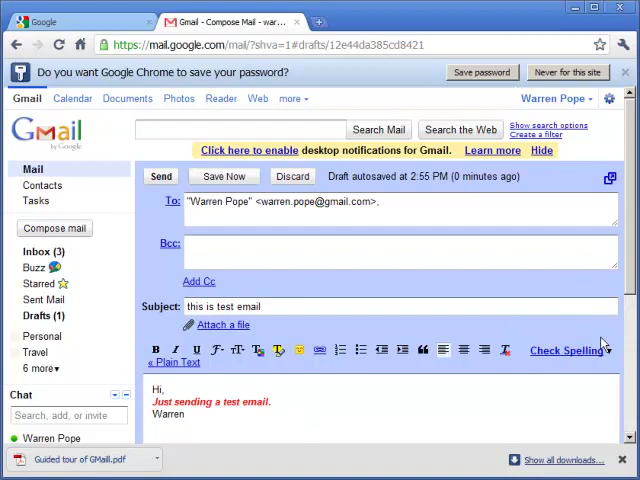 Google
Gmail - Compose Mail - warr...
https://mail.google.com/mail/?shva=1#drafts/12e44da385cd8421
Do you want Google Chrome to save your password?
Save password
Never for this site
Gmail Calendar Documents Photos Reader Web more
Warren Pope
Gmail
by Google
Search Mail
Search the Web
Show search options
Create a filter
Click here to enable desktop notifications for Gmail. Learn more Hide
Mail
Contacts
Tasks
Compose mail
Inbox (3)
Buzz
Starred
Sent Mail
Drafts (1)
Personal
Travel
6 more
Chat
Search, add, or invite
Warren Pope
Send
Save Now
Discard
Draft autosaved at 2:55 PM (0 minutes ago)
To: "Warren Pope" <warren.pope@gmail.com>,
Bcc:
Add Cc
Subject: this is test email
Attach a file
Check Spelling
« Plain Text
Hi,
Just sending a test email.
Warren
Guided tour of GMail.pdf
Show all downloads...